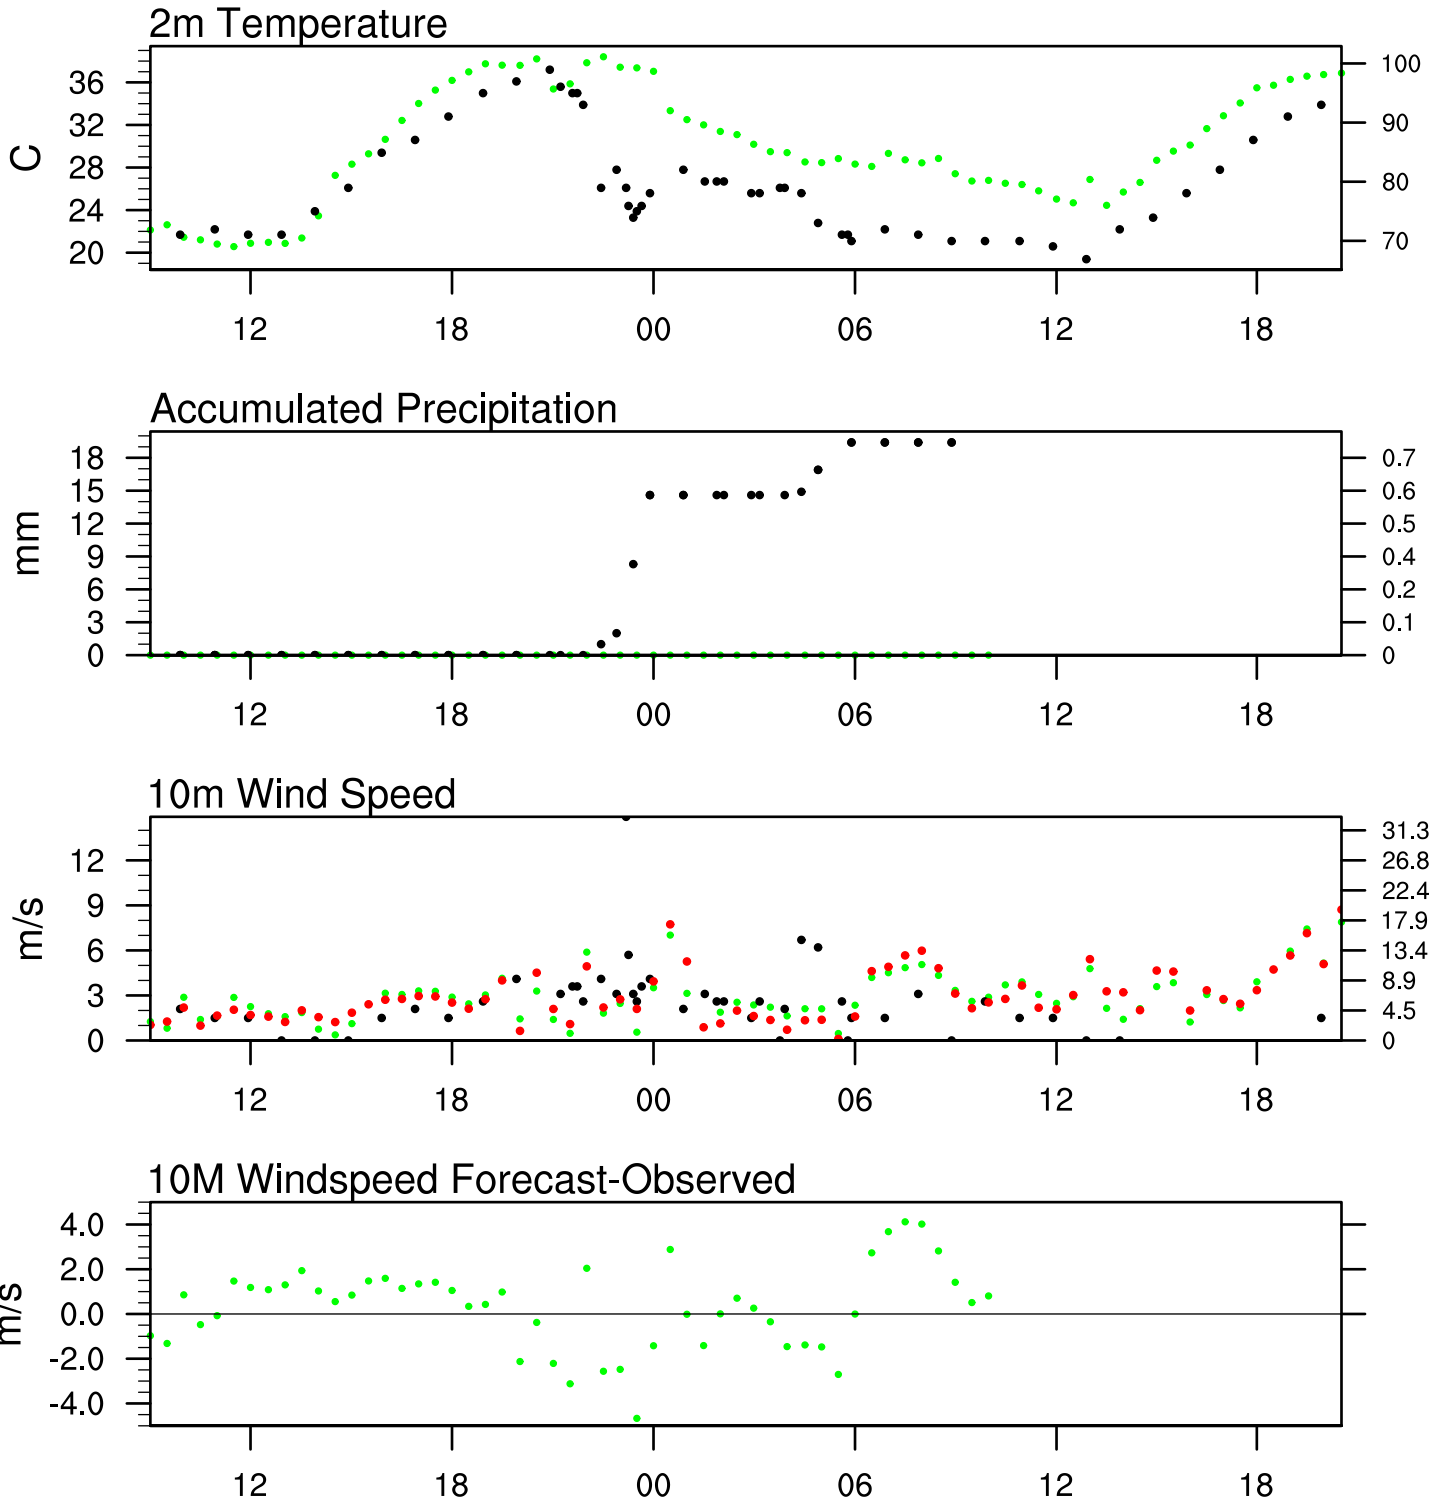 2m Temperature
36 100
32 90
C
28
24 80
20 70
12 18 00 06 12 18
Accumulated Precipitation
18 0.7
15 0.6
12 0.5
mm
9 0.4
6 0.2
3 0.1
0 0
12 18 00 06 12 18
10m Wind Speed
31.3
12 26.8
22.4
9 17.9
m/s
6 13.4
3 8.9
4.5
0 0
12 18 00 06 12 18
10M Windspeed Forecast-Observed
4.0
2.0
0.0
m/s
-2.0
-4.0
12 18 00 06 12 18